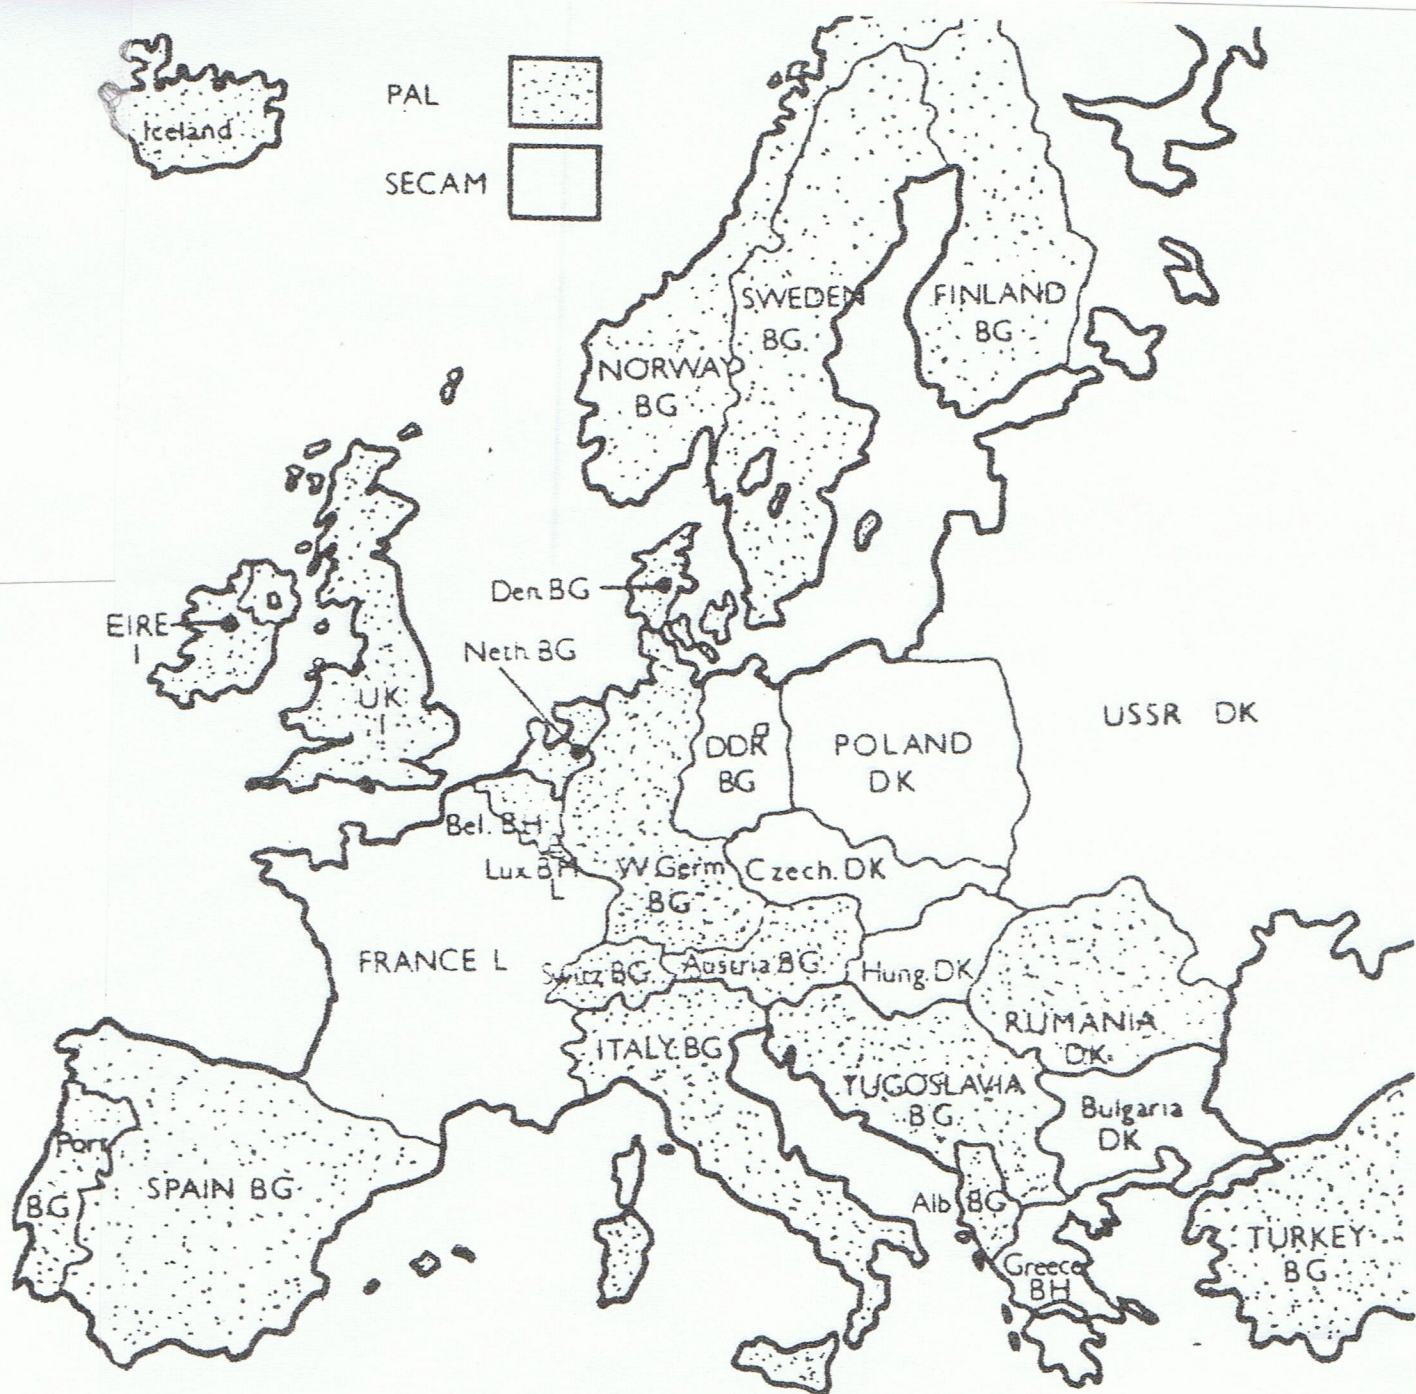 PAL
SECAM
Iceland
SWEDEN
BG
FINLAND
BG
NORWAY
BG
Den. BG
EIRE
I
Neth. BG
UK
I
USSR DK
DDR
BG
POLAND
DK
Bel. BH
Lux. BH
L
W.Germ
BG
Czech. DK
FRANCE L
Switz BG
Austria BG.
Hung. DK
RUMANIA
DK.
ITALY. BG
YUGOSLAVIA
BG
Bulgaria
DK
Port
BG
SPAIN BG
Alb BG
Greece
BH
TURKEY
BG